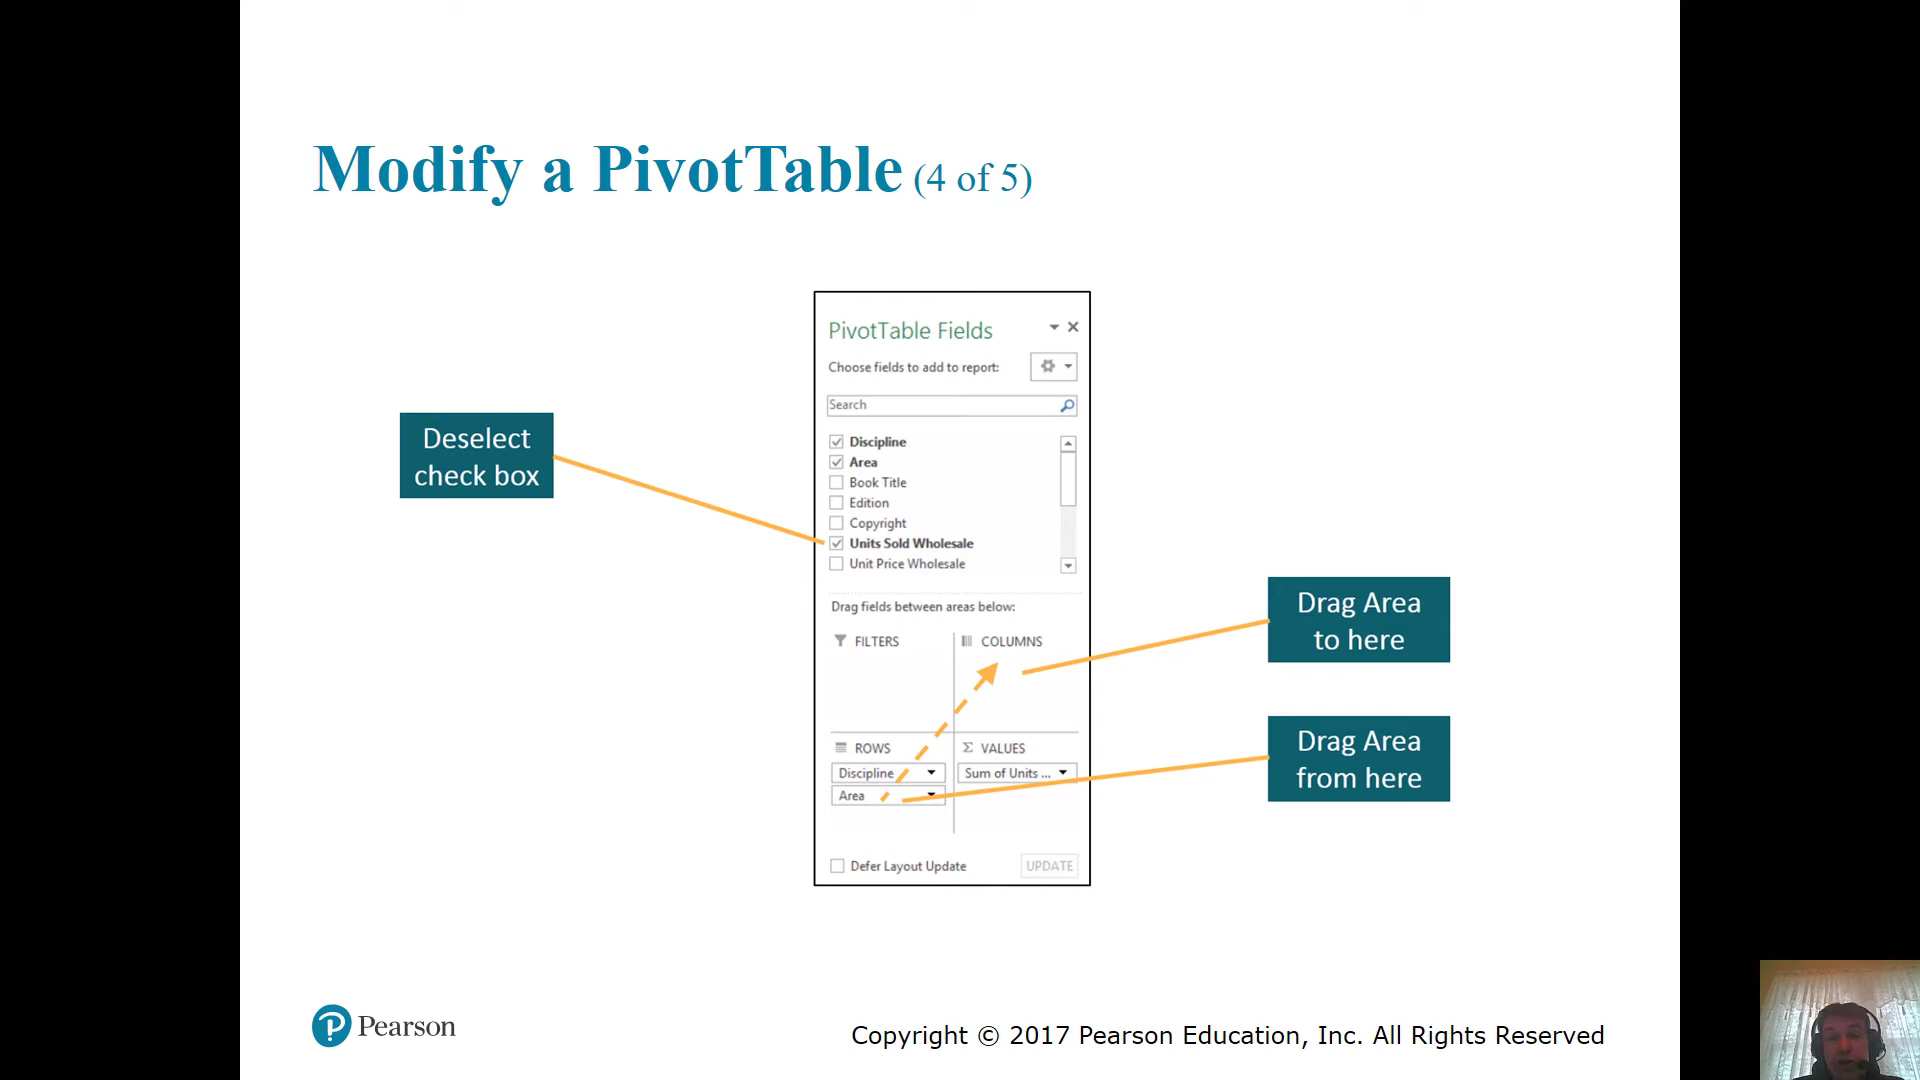 Modify a PivotTable (4 of 5)
Deselect
check box
PivotTable Fields
Choose fields to add to report:
Search
Discipline
Area
Book Title
Edition
Copyright
Units Sold Wholesale
Unit Price Wholesale
Drag fields between areas below:
FILTERS
COLUMNS
ROWS
Discipline
Area
Σ VALUES
Sum of Units ...
Defer Layout Update
UPDATE
Drag Area
to here
Drag Area
from here
Pearson
Copyright © 2017 Pearson Education, Inc. All Rights Reserved